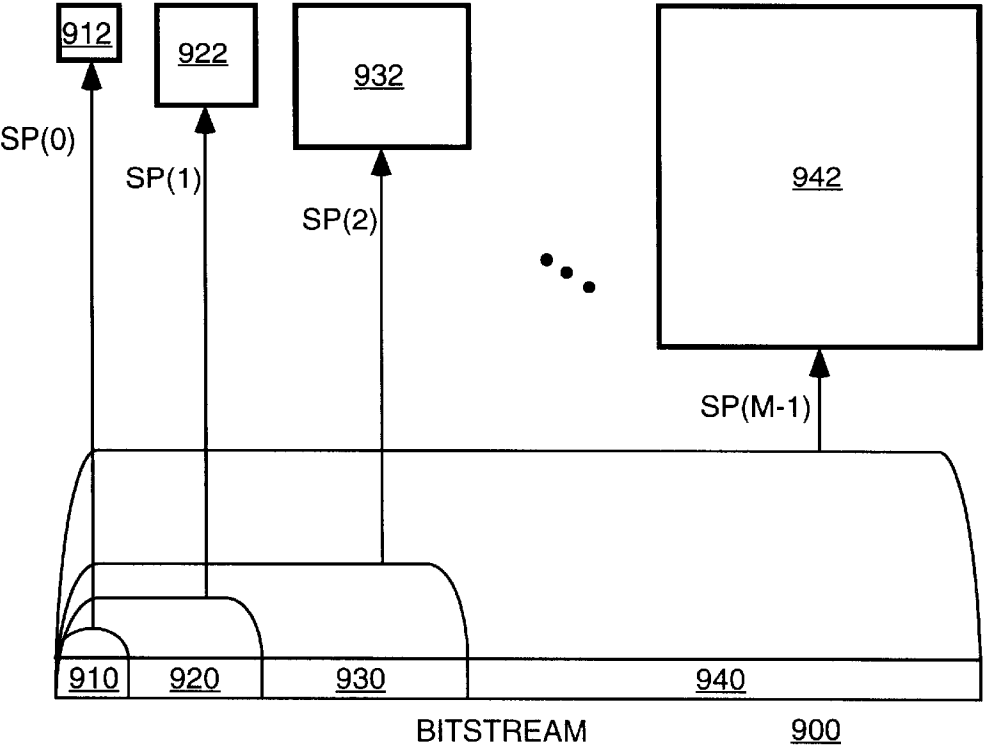 912
922
932
942
SP(0)
SP(1)
SP(2)
SP(M-1)
910 920 930 940
BITSTREAM 900